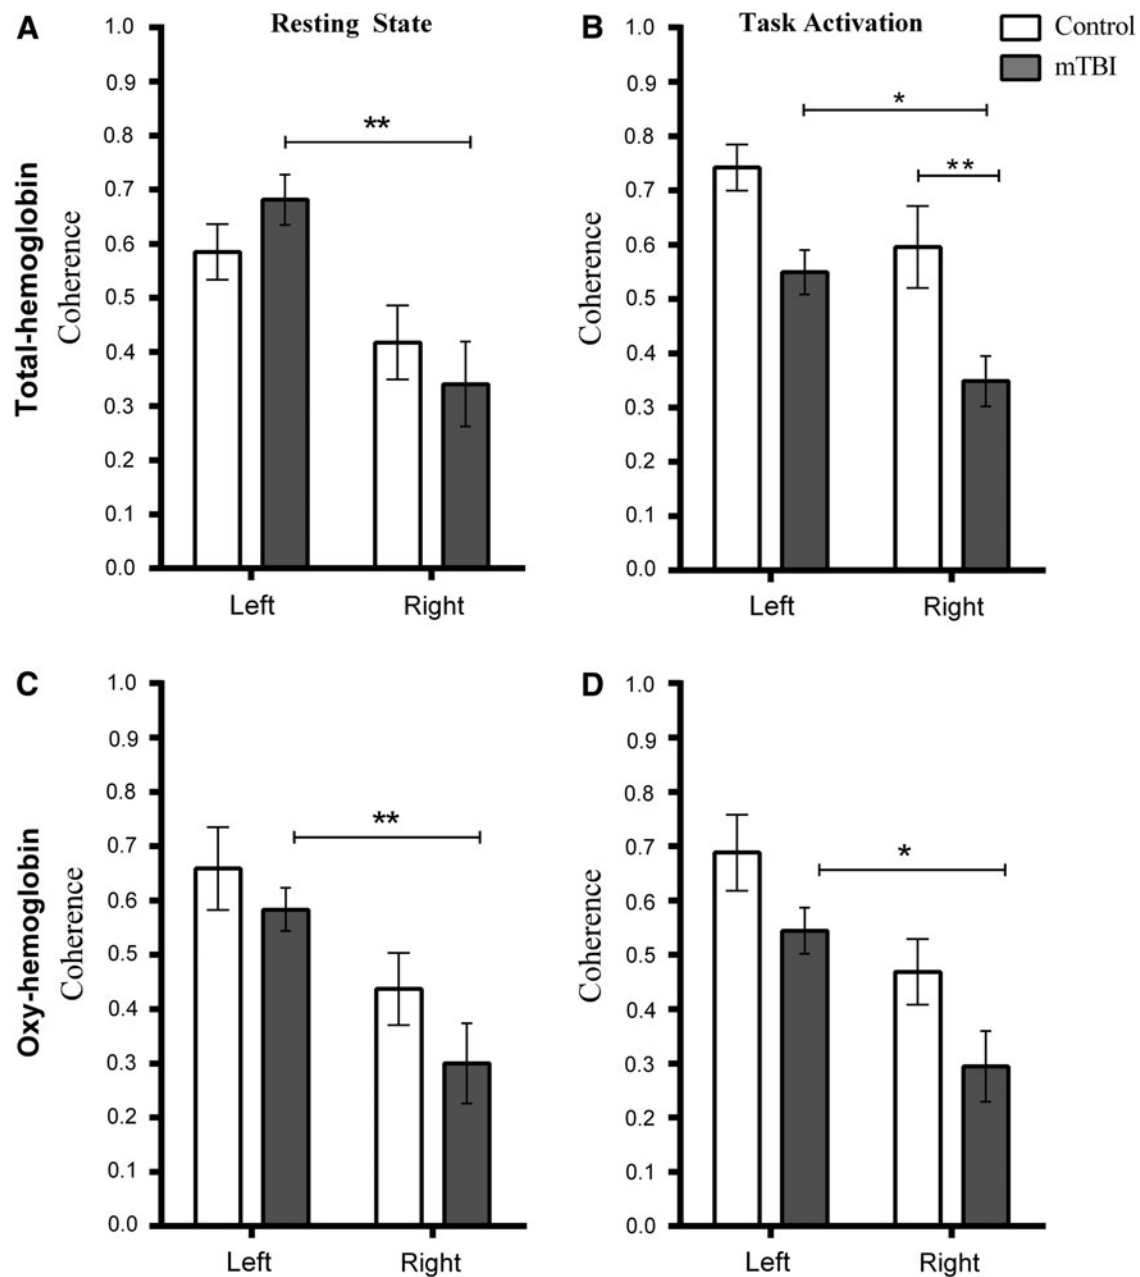 A
Resting State
B
Task Activation
Control
mTBI
Total-hemoglobin
Coherence
1.0
0.9
0.8
0.7
0.6
0.5
0.4
0.3
0.2
0.1
0.0
**
Left
Right
Coherence
1.0
0.9
0.8
0.7
0.6
0.5
0.4
0.3
0.2
0.1
0.0
*
**
Left
Right
C
Oxy-hemoglobin
Coherence
1.0
0.9
0.8
0.7
0.6
0.5
0.4
0.3
0.2
0.1
0.0
**
Left
Right
D
Coherence
1.0
0.9
0.8
0.7
0.6
0.5
0.4
0.3
0.2
0.1
0.0
*
Left
Right